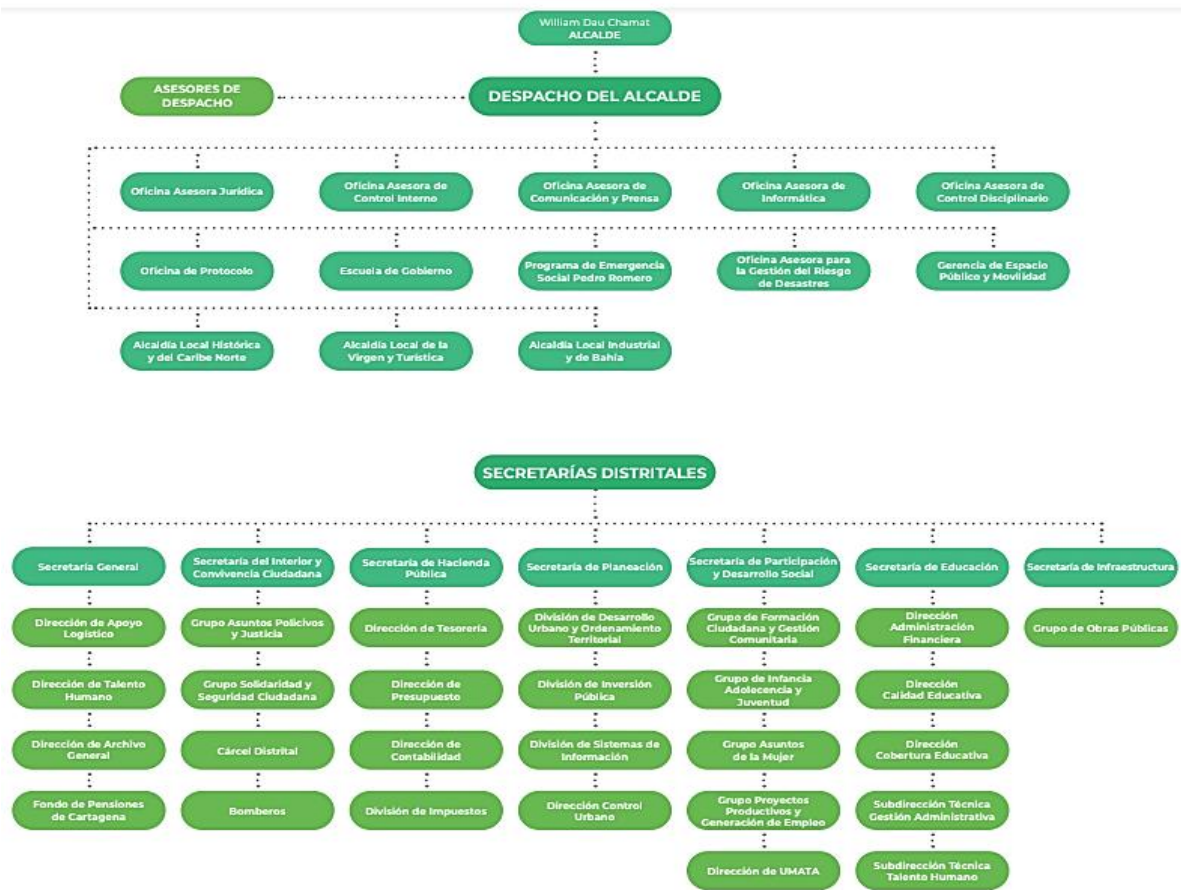 William Dau Chamat
ALCALDE
ASESORES DE
DESPACHO
DESPACHO DEL ALCALDE
Oficina Asesora Jurídica
Oficina Asesora de
Control Interno
Oficina Asesora de
Comunicación y Prensa
Oficina Asesora de
Informática
Oficina Asesora de
Control Disciplinario
Oficina de Protocolo
Escuela de Gobierno
Programa de Emergencia
Social Pedro Romero
Oficina Asesora para
la Gestión del Riesgo
de Desastres
Gerencia de Espacio
Público y Movilidad
Alcaldía Local Histórica
y del Caribe Norte
Alcaldía Local de la
Virgen y Turística
Alcaldía Local Industrial
y de Bahía
SECRETARÍAS DISTRITALES
Secretaría General
Secretaría del Interior y
Convivencia Ciudadana
Secretaría de Hacienda
Pública
Secretaría de Planeación
Secretaría de Participación
y Desarrollo Social
Secretaría de Educación
Secretaría de Infraestructura
Dirección de Apoyo
Logístico
Grupo Asuntos Policivos
y Justicia
Dirección de Tesorería
División de Desarrollo
Urbano y Ordenamiento
Territorial
Grupo de Formación
Ciudadana y Gestión
Comunitaria
Dirección
Administración
Financiera
Grupo de Obras Públicas
Dirección de Talento
Humano
Grupo Solidaridad y
Seguridad Ciudadana
Dirección de
Presupuesto
División de Inversión
Pública
Grupo de Infancia
Adolecencia y
Juventud
Dirección
Calidad Educativa
Dirección de Archivo
General
Cárcel Distrital
Dirección de
Contabilidad
División de Sistemas de
Información
Grupo Asuntos
de la Mujer
Dirección
Cobertura Educativa
Fondo de Pensiones
de Cartagena
Bomberos
División de Impuestos
Dirección Control
Urbano
Grupo Proyectos
Productivos y
Generación de Empleo
Subdirección Técnica
Gestión Administrativa
Dirección de UMATA
Subdirección Técnica
Talento Humano